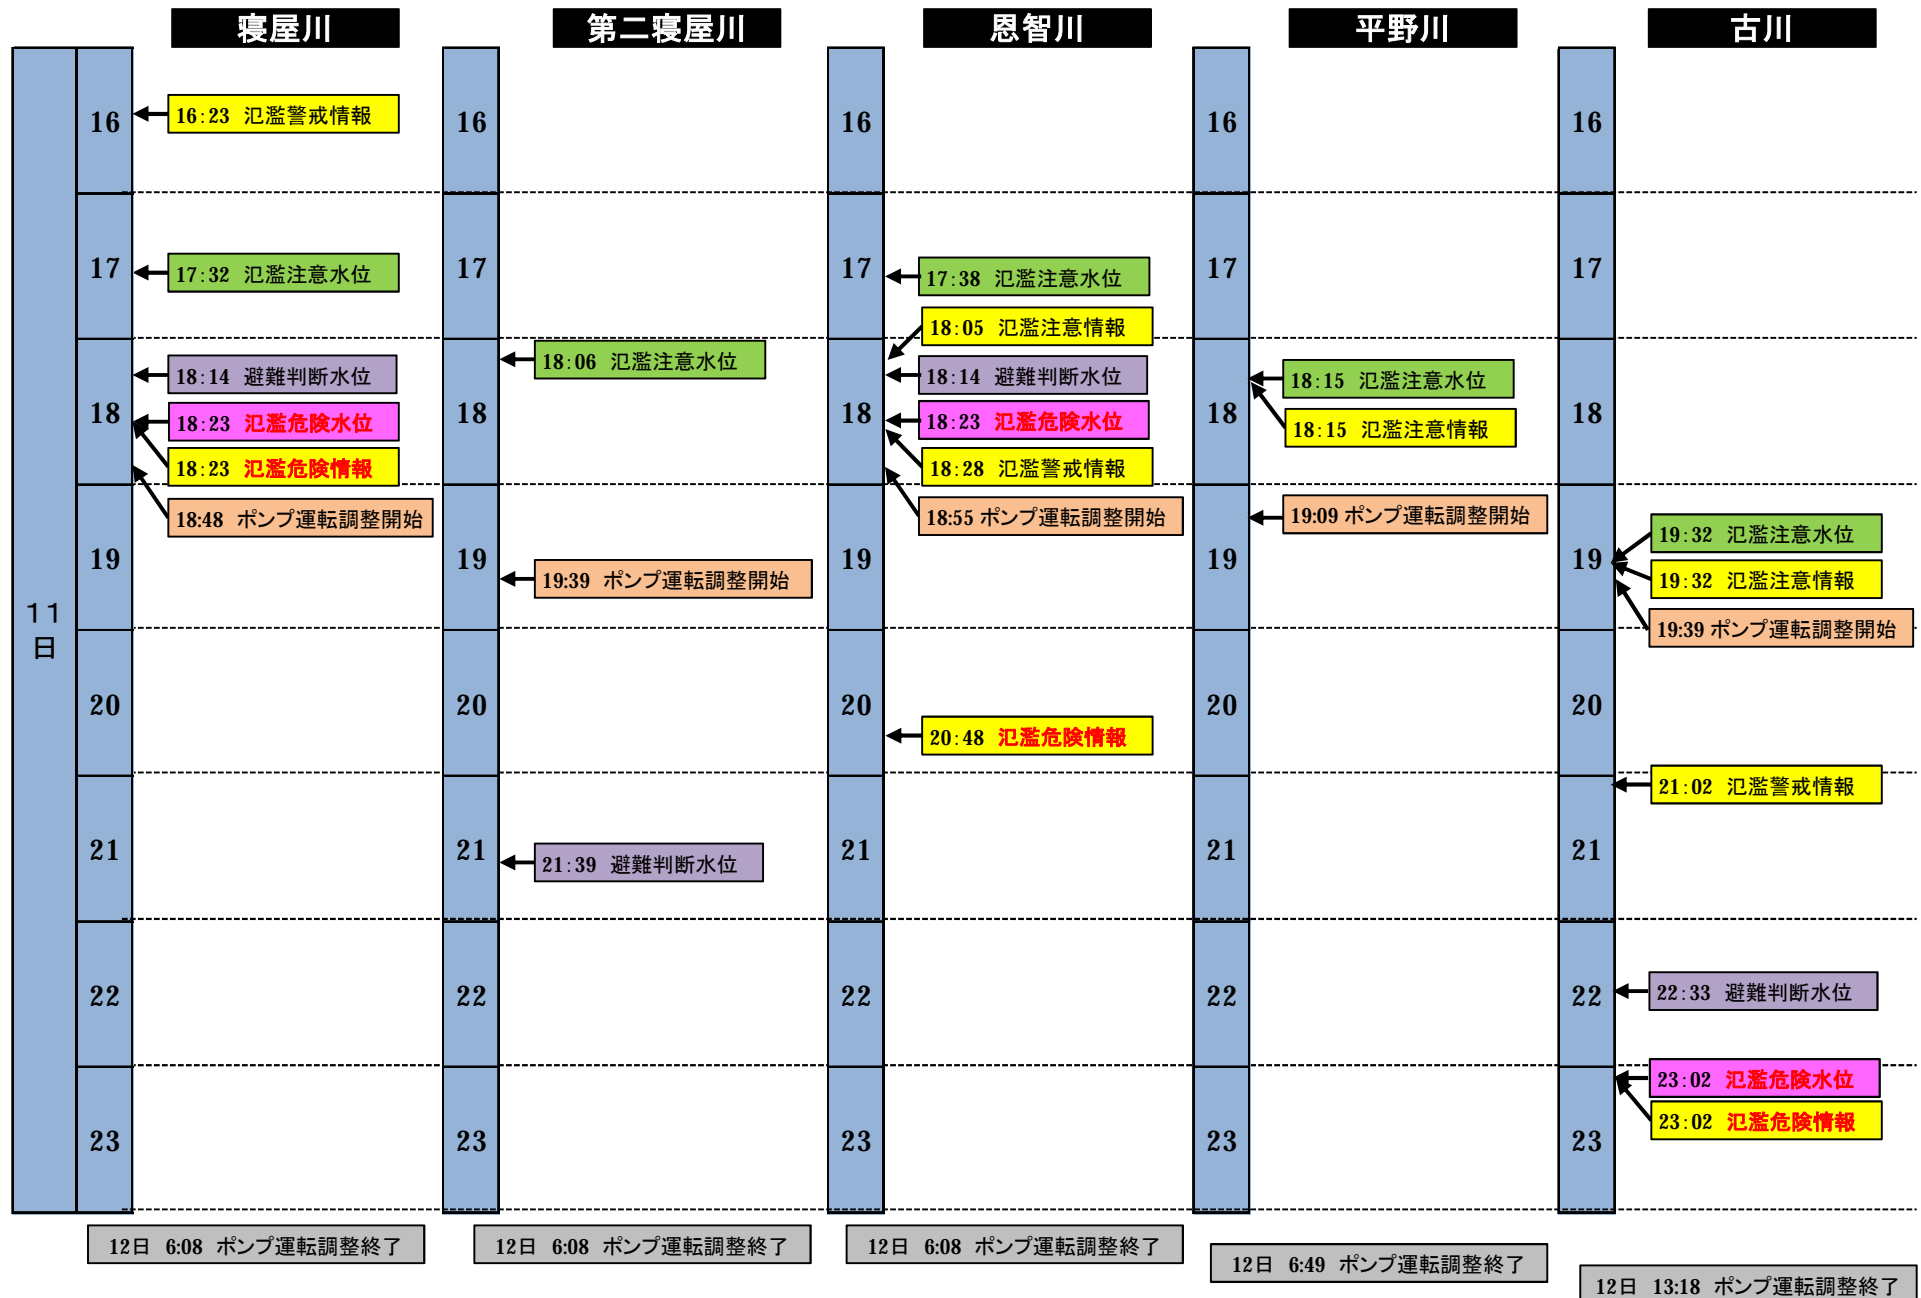 寝屋川
第二寝屋川
恩智川
平野川
古川
11
日
16
17
18
19
20
21
22
23
16:23 氾濫警戒情報
17:32 氾濫注意水位
18:14 避難判断水位
18:23 氾濫危険水位
18:23 氾濫危険情報
18:48 ポンプ運転調整開始
12日 6:08 ポンプ運転調整終了
16
17
18
19
20
21
22
23
18:06 氾濫注意水位
19:39 ポンプ運転調整開始
21:39 避難判断水位
12日 6:08 ポンプ運転調整終了
16
17
18
19
20
21
22
23
17:38 氾濫注意水位
18:05 氾濫注意情報
18:14 避難判断水位
18:23 氾濫危険水位
18:28 氾濫警戒情報
18:55 ポンプ運転調整開始
20:48 氾濫危険情報
12日 6:08 ポンプ運転調整終了
16
17
18
19
20
21
22
23
18:15 氾濫注意水位
18:15 氾濫注意情報
19:09 ポンプ運転調整開始
12日 6:49 ポンプ運転調整終了
16
17
18
19
20
21
22
23
19:32 氾濫注意水位
19:32 氾濫注意情報
19:39 ポンプ運転調整開始
21:02 氾濫警戒情報
22:33 避難判断水位
23:02 氾濫危険水位
23:02 氾濫危険情報
12日 13:18 ポンプ運転調整終了